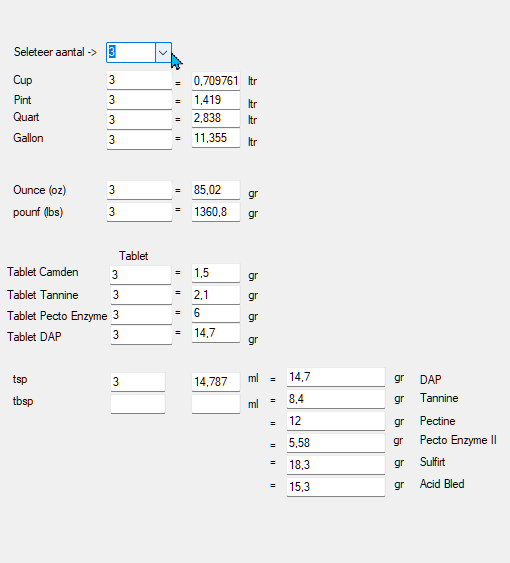 Seleteer aantal -> 3
Cup 3 = 0,709761 ltr
Pint 3 = 1,419 ltr
Quart 3 = 2,838 ltr
Gallon 3 = 11,355 ltr
Ounce (oz) 3 = 85,02 gr
pounf (lbs) 3 = 1360,8 gr
Tablet
Tablet Camden 3 = 1,5 gr
Tablet Tannine 3 = 2,1 gr
Tablet Pecto Enzyme 3 = 6 gr
Tablet DAP 3 = 14,7 gr
tsp 3 14,787 ml = 14,7 gr DAP
tbsp ml = 8,4 gr Tannine
= 12 gr Pectine
= 5,58 gr Pecto Enzyme II
= 18,3 gr Sulfirt
= 15,3 gr Acid Bled